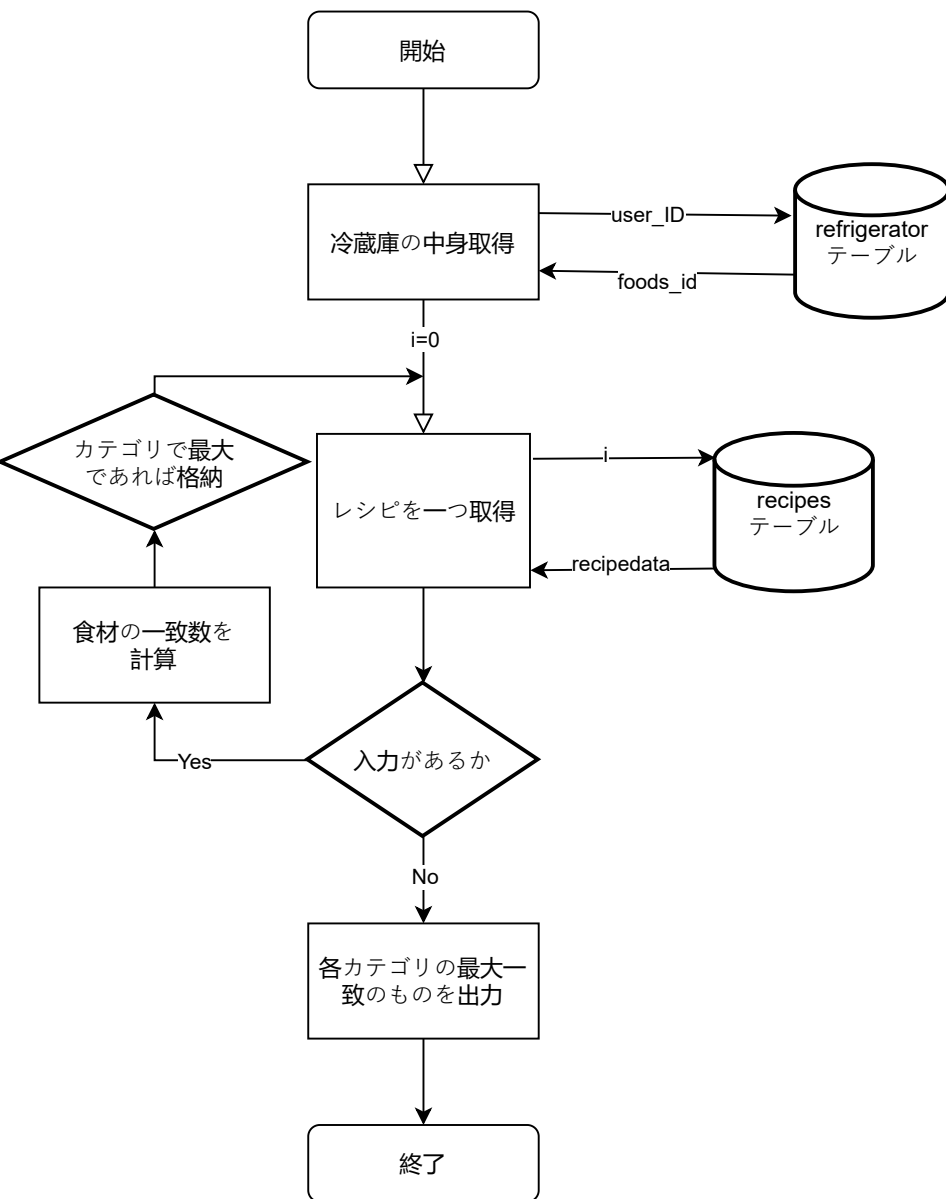 開始
冷蔵庫の中身取得
user_ID
refrigerator
テーブル
foods_id
i=0
カテゴリで最大
であれば格納
レシピを一つ取得
i
recipes
テーブル
recipedata
食材の一致数を
計算
入力があるか
Yes
No
各カテゴリの最大一
致のものを出力
終了